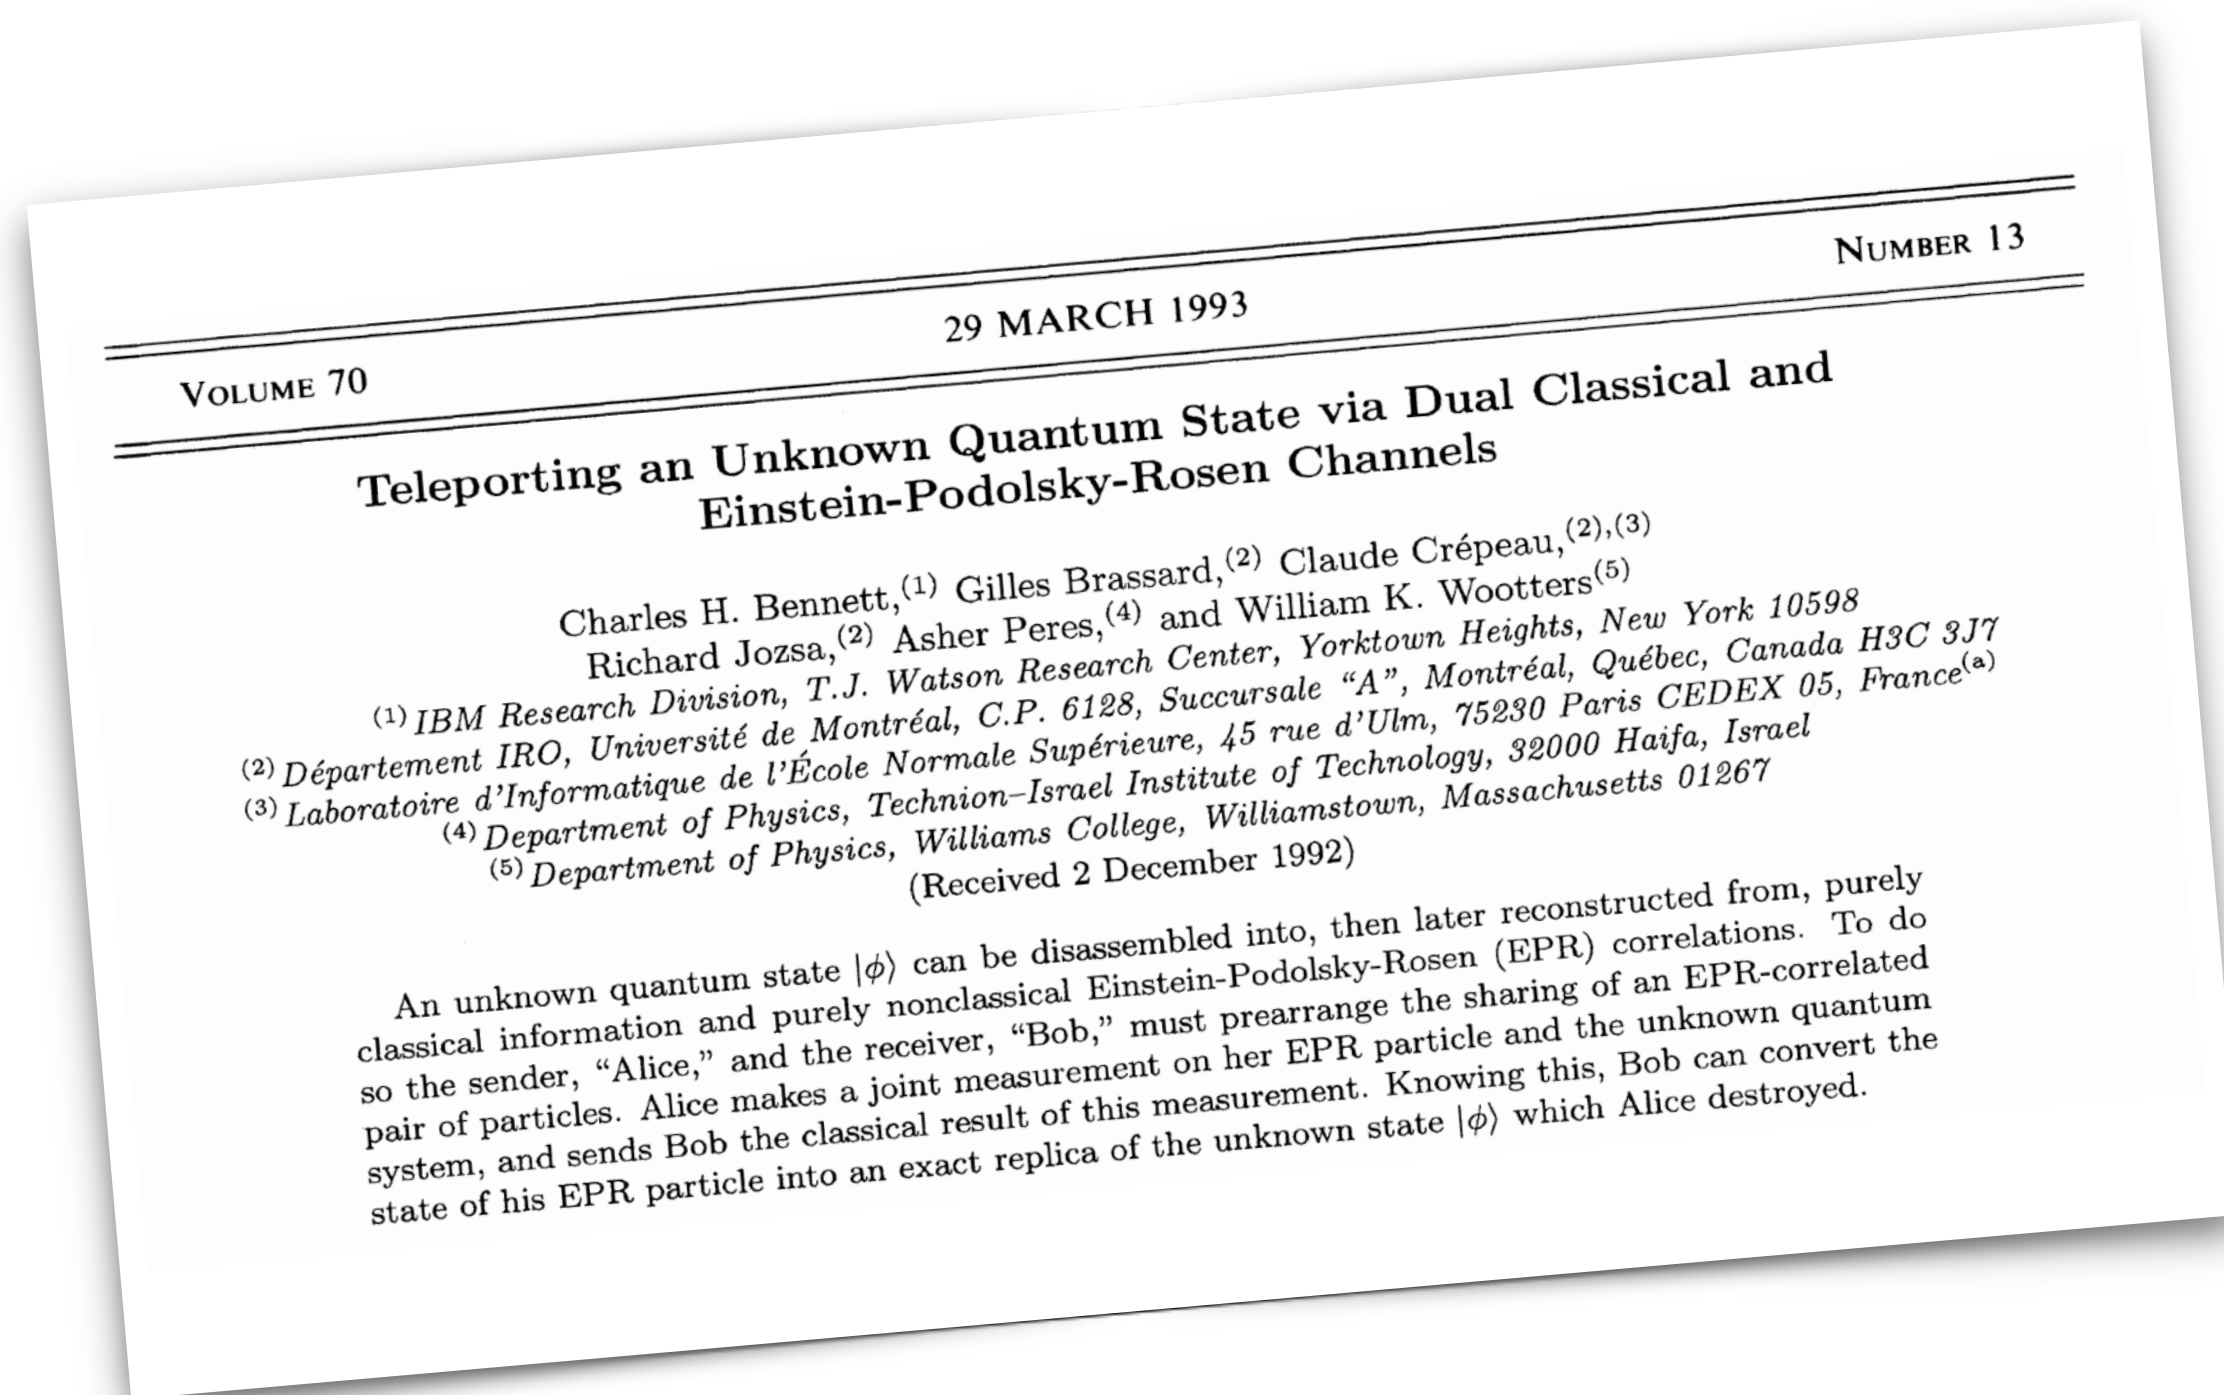 VOLUME 70
29 MARCH 1993
NUMBER 13
Teleporting an Unknown Quantum State via Dual Classical and
Einstein-Podolsky-Rosen Channels
Charles H. Bennett,(1) Gilles Brassard,(2) Claude Crépeau,(2),(3)
Richard Jozsa,(2) Asher Peres,(4) and William K. Wootters(5)
(1) IBM Research Division, T.J. Watson Research Center, Yorktown Heights, New York 10598
(2) Département IRO, Université de Montréal, C.P. 6128, Succursale “A”, Montréal, Québec, Canada H3C 3J7
(3) Laboratoire d’Informatique de l’École Normale Supérieure, 45 rue d’Ulm, 75230 Paris CEDEX 05, France(a)
(4) Department of Physics, Technion–Israel Institute of Technology, 32000 Haifa, Israel
(5) Department of Physics, Williams College, Williamstown, Massachusetts 01267
(Received 2 December 1992)
An unknown quantum state |ϕ⟩ can be disassembled into, then later reconstructed from, purely
classical information and purely nonclassical Einstein-Podolsky-Rosen (EPR) correlations. To do
so the sender, “Alice,” and the receiver, “Bob,” must prearrange the sharing of an EPR-correlated
pair of particles. Alice makes a joint measurement on her EPR particle and the unknown quantum
system, and sends Bob the classical result of this measurement. Knowing this, Bob can convert the
state of his EPR particle into an exact replica of the unknown state |ϕ⟩ which Alice destroyed.